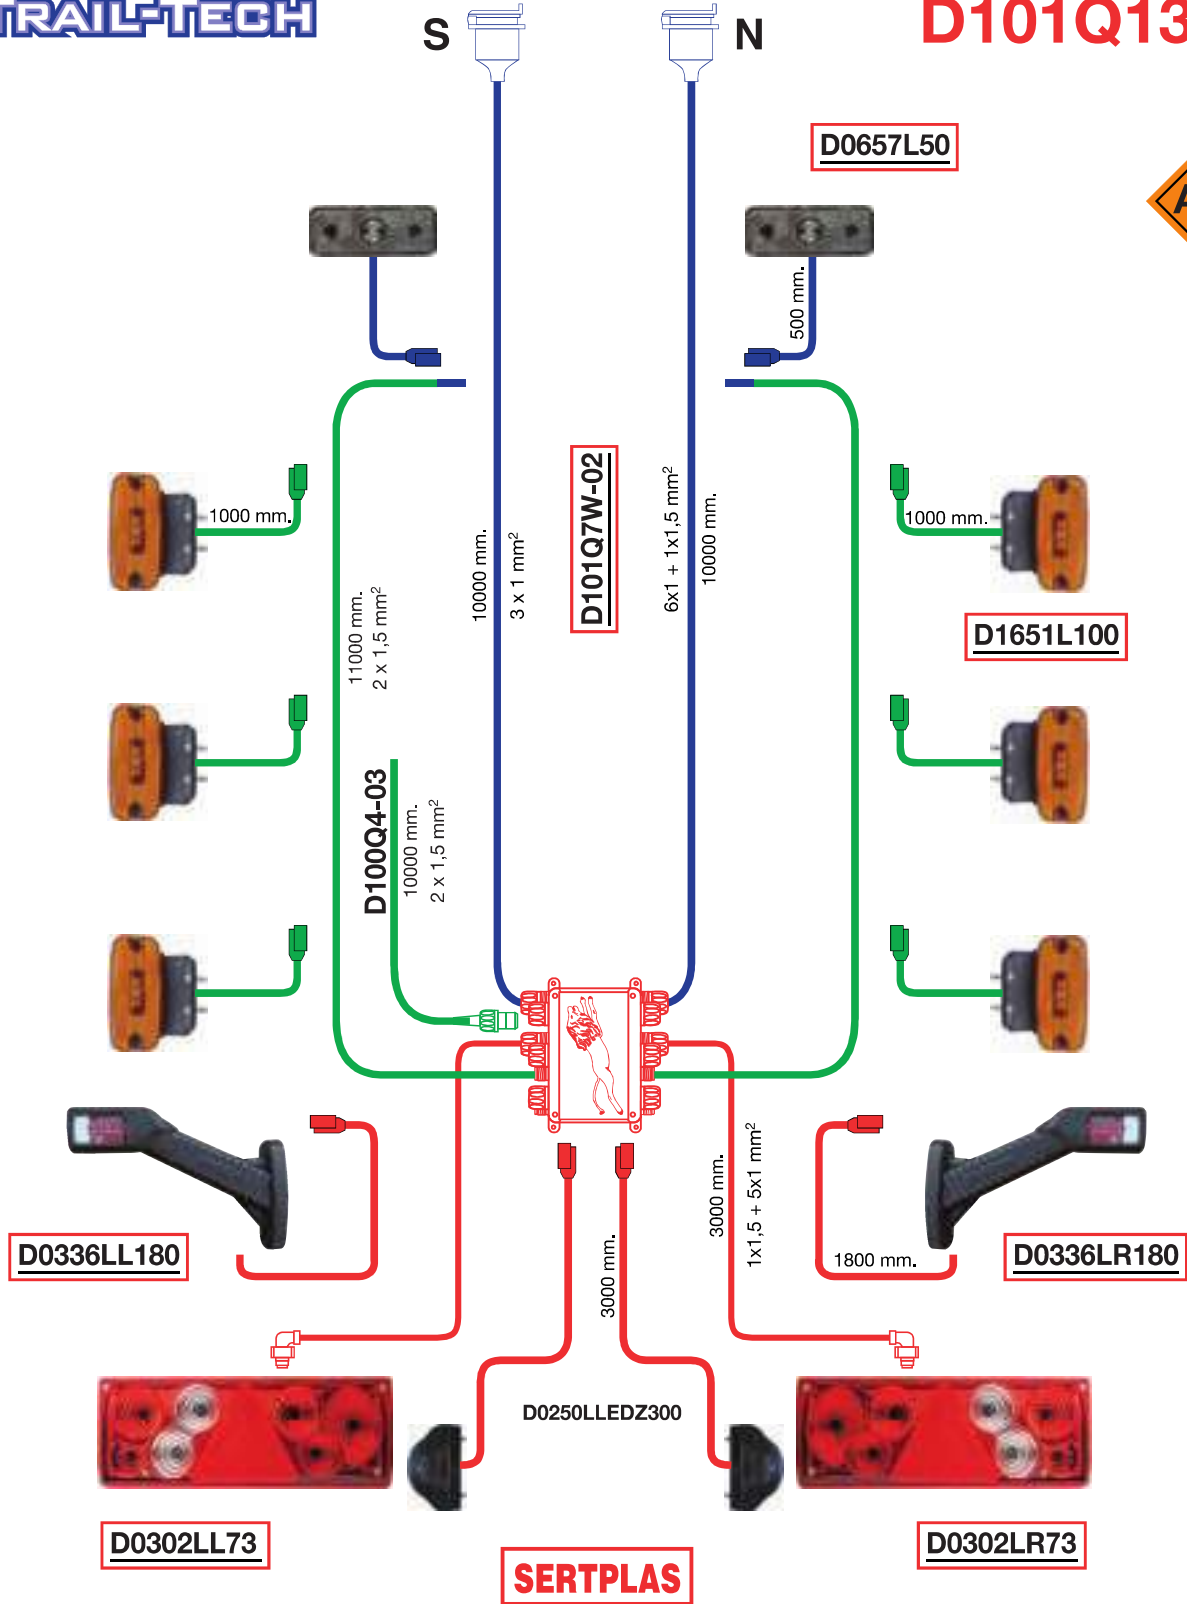 TRAIL-TECH
S
N
D101Q13
D0657L50
A
500 mm.
1000 mm.
1000 mm.
D101Q7W-02
10000 mm.
3 x 1 mm²
6x1 + 1x1,5 mm²
10000 mm.
11000 mm.
2 x 1,5 mm²
D1651L100
D100Q4-03
10000 mm.
2 x 1,5 mm²
3000 mm.
1x1,5 + 5x1 mm²
3000 mm.
1800 mm.
D0336LL180
D0336LR180
D0250LLEDZ300
D0302LL73
D0302LR73
SERTPLAS